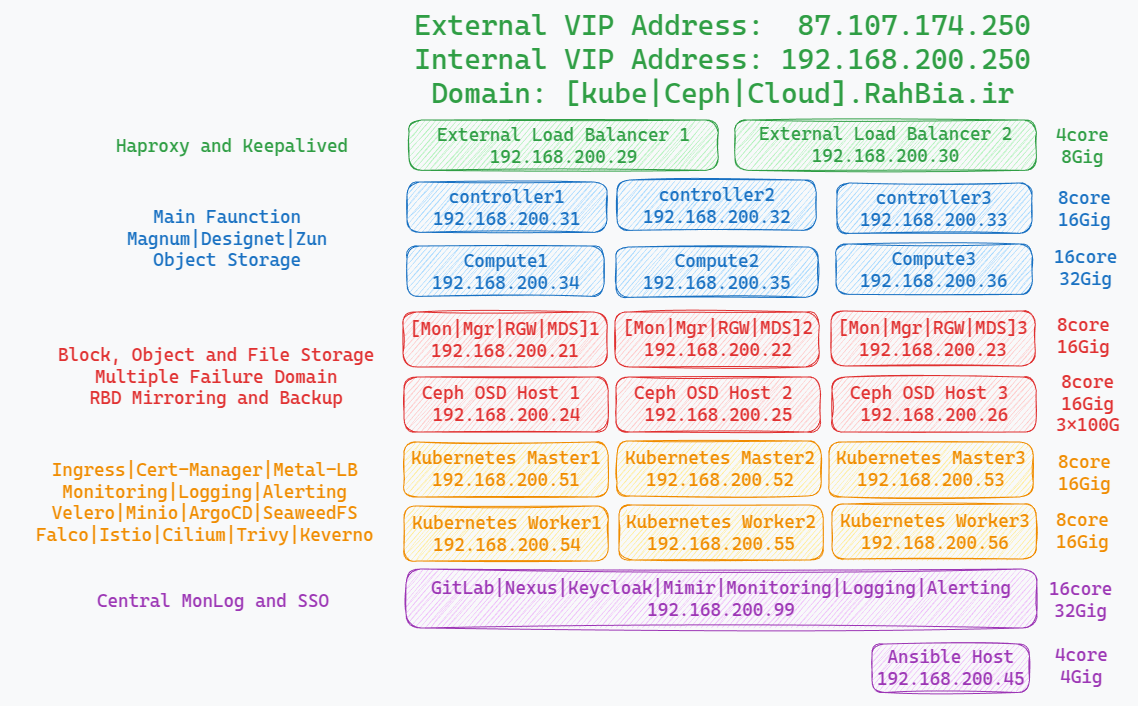 External VIP Address:  87.107.174.250
Internal VIP Address: 192.168.200.250
Domain: [kube|Ceph|Cloud].RahBia.ir
Haproxy and Keepalived
External Load Balancer 1
192.168.200.29
External Load Balancer 2
192.168.200.30
4core
8Gig
Main Faunction
Magnum|Designet|Zun
Object Storage
controller1
192.168.200.31
controller2
192.168.200.32
controller3
192.168.200.33
8core
16Gig
Compute1
192.168.200.34
Compute2
192.168.200.35
Compute3
192.168.200.36
16core
32Gig
Block, Object and File Storage
Multiple Failure Domain
RBD Mirroring and Backup
[Mon|Mgr|RGW|MDS]1
192.168.200.21
[Mon|Mgr|RGW|MDS]2
192.168.200.22
[Mon|Mgr|RGW|MDS]3
192.168.200.23
8core
16Gig
Ceph OSD Host 1
192.168.200.24
Ceph OSD Host 2
192.168.200.25
Ceph OSD Host 3
192.168.200.26
8core
16Gig
3×100G
Ingress|Cert-Manager|Metal-LB
Monitoring|Logging|Alerting
Velero|Minio|ArgoCD|SeaweedFS
Falco|Istio|Cilium|Trivy|Keverno
Kubernetes Master1
192.168.200.51
Kubernetes Master2
192.168.200.52
Kubernetes Master3
192.168.200.53
8core
16Gig
Kubernetes Worker1
192.168.200.54
Kubernetes Worker2
192.168.200.55
Kubernetes Worker3
192.168.200.56
8core
16Gig
Central MonLog and SSO
GitLab|Nexus|Keycloak|Mimir|Monitoring|Logging|Alerting
192.168.200.99
16core
32Gig
Ansible Host
192.168.200.45
4core
4Gig